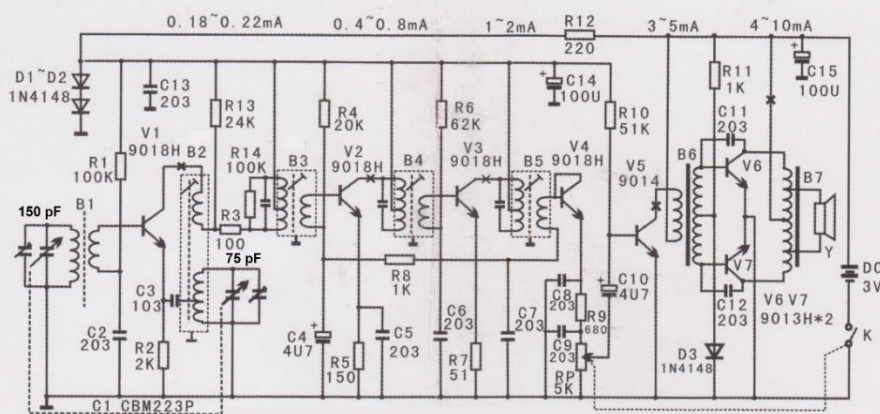 0.18~0.22mA
0.4~0.8mA
1~2mA
R12
220
3~5mA
4~10mA
D1~D2
1N4148
C13
203
R13
24K
R4
20K
R6
62K
C14
100U
R10
51K
R11
1K
C15
100U
C11
203
V1
9018H
B2
R14
100K
B3
V2
9018H
B4
V3
9018H
B5
V4
9018H
V5
9014
B6
V6
B7
R1
100K
150 pF
B1
R3
100
75 pF
R8
1K
C10
4U7
V7
Y
DC
3V
C3
103
C2
203
R2
2K
C4
4U7
R5
150
C5
203
C6
203
R7
51
C7
203
C8
203
R9
680
C9
203
RP
5K
C12
203
V6 V7
9013H*2
D3
1N4148
K
C1 CBM223P